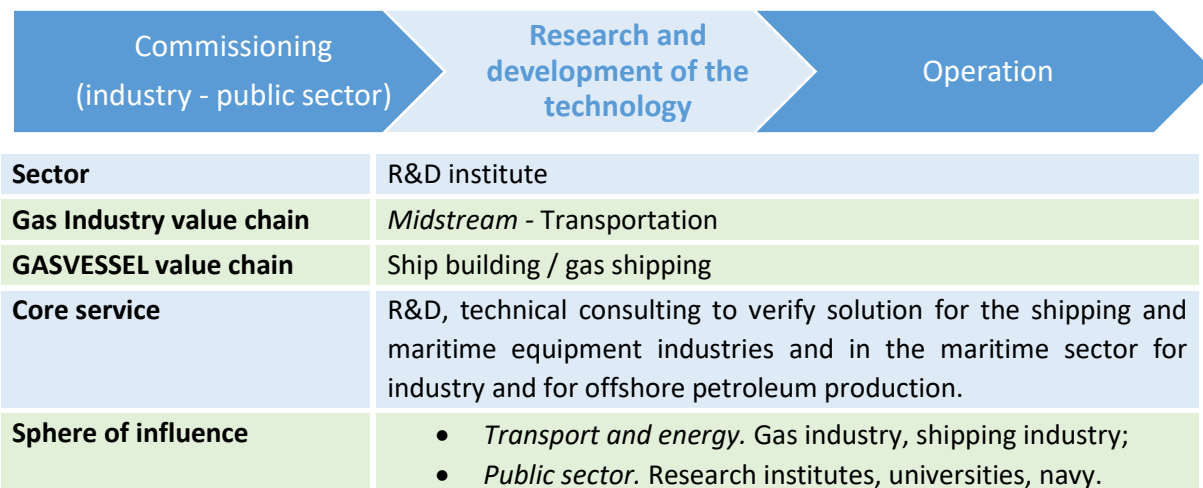 Commissioning
(industry - public sector)
Research and
development of the
technology
Operation
Sector
R&D institute
Gas Industry value chain
Midstream - Transportation
GASVESSEL value chain
Ship building / gas shipping
Core service
R&D, technical consulting to verify solution for the shipping and
maritime equipment industries and in the maritime sector for
industry and for offshore petroleum production.
Sphere of influence
• Transport and energy. Gas industry, shipping industry;
• Public sector. Research institutes, universities, navy.